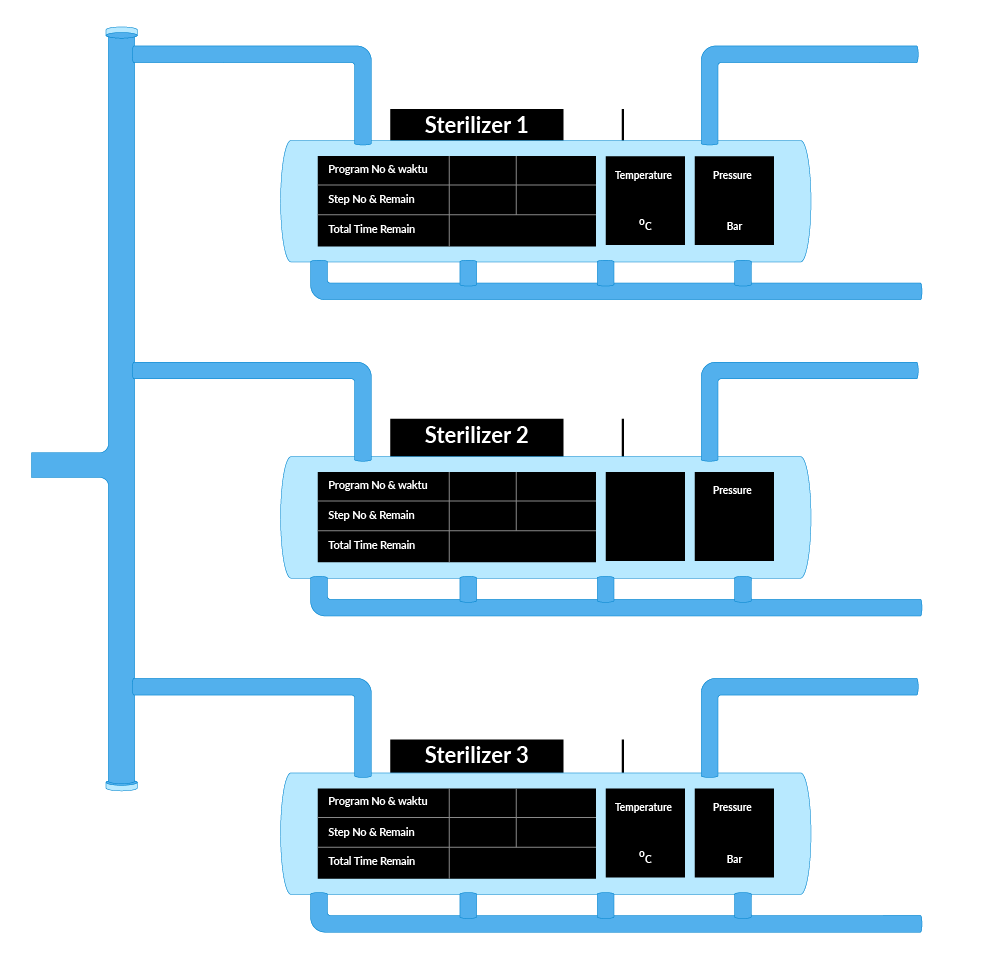 Sterilizer 1
Program No & waktu
Step No & Remain
Total Time Remain
Temperature
°C
Pressure
Bar
Sterilizer 2
Program No & waktu
Step No & Remain
Total Time Remain
Pressure
Sterilizer 3
Program No & waktu
Step No & Remain
Total Time Remain
Temperature
°C
Pressure
Bar